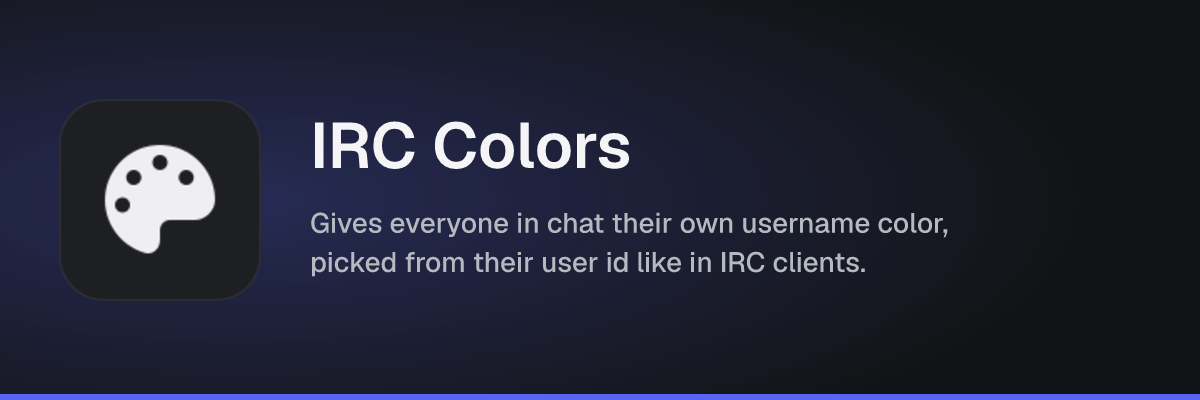 IRC Colors
Gives everyone in chat their own username color,
picked from their user id like in IRC clients.